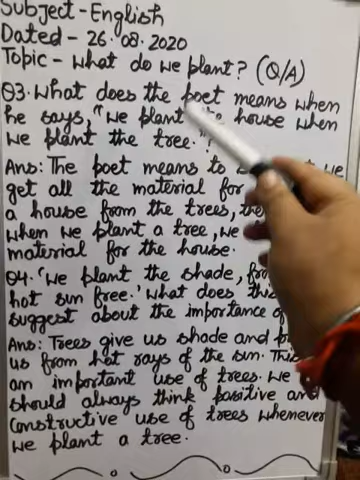 Subject-English
Dated - 26.08.2020
Topic - What do we plant? (Q/A)
Q3. What does the poet means when
he says, "we plant the house when
we plant the tree."?
Ans: The poet means to we
get all the material for
a house from the trees, the
when we plant a tree, we
material for the house.
Q4. 'we plant the shade, fro
hot sun free.' What does this
suggest about the importance of
Ans: Trees give us shade and p
us from hot rays of the sun. This
an important use of trees. We
should always think positive and
constructive use of trees whenever
we plant a tree.